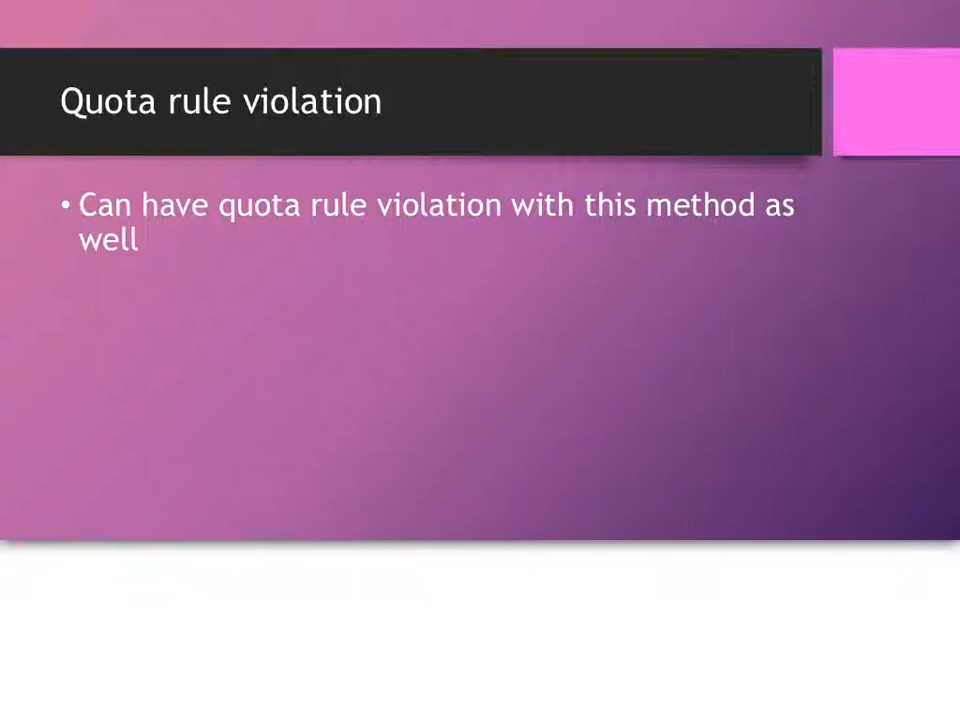 Quota rule violation
• Can have quota rule violation with this method as
well